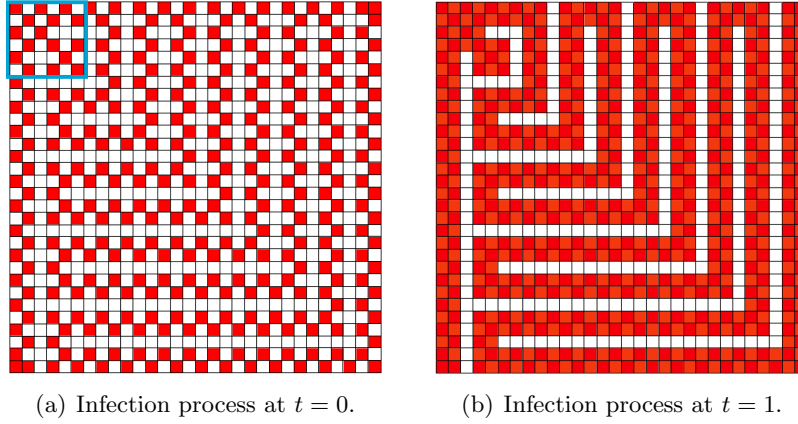 (a) Infection process at t = 0.
(b) Infection process at t = 1.